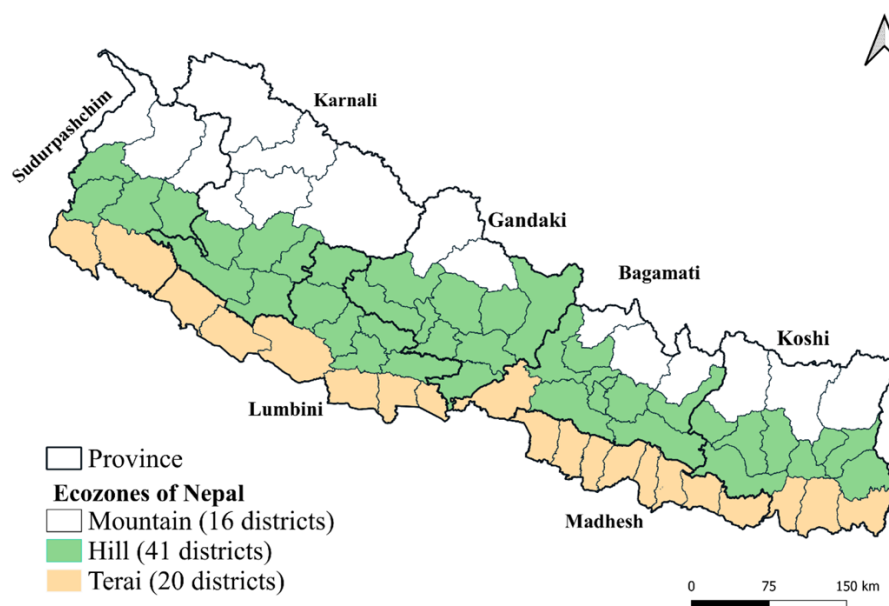 Karnali
Sudurpashchim
Gandaki
Bagamati
Koshi
Lumbini
Madhesh
Province
Ecozones of Nepal
Mountain (16 districts)
Hill (41 districts)
Terai (20 districts)
0 75 150 km